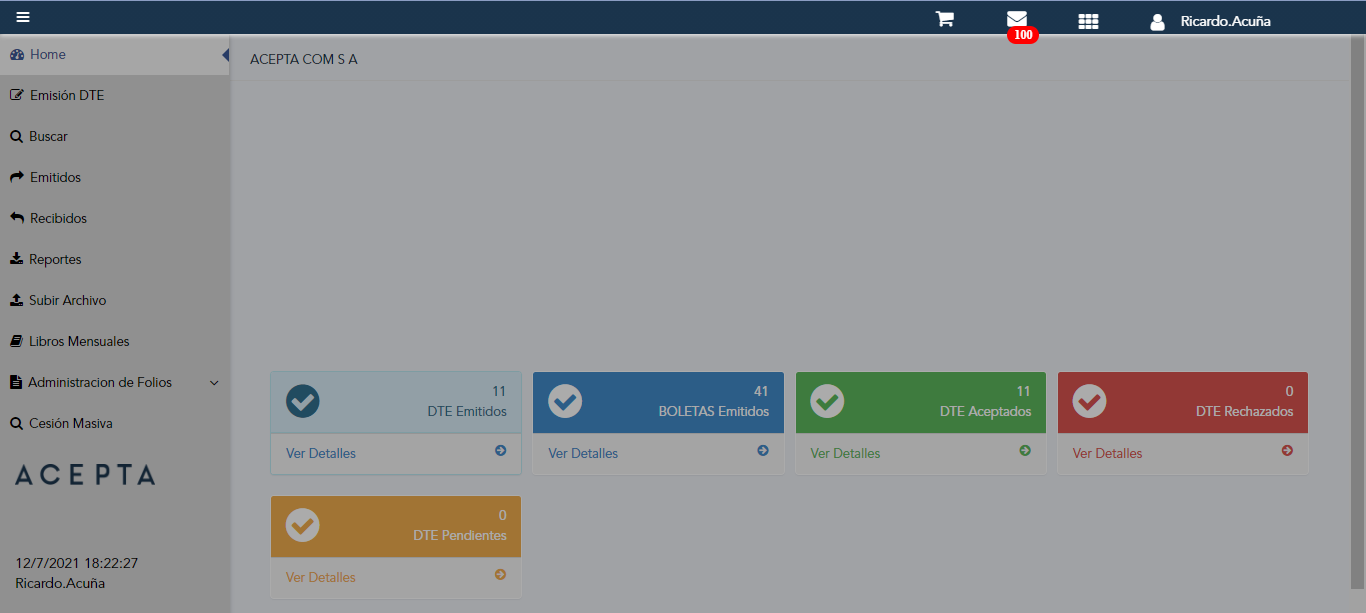 100
Ricardo.Acuña
Home
ACEPTA COM S A
Emisión DTE
Buscar
Emitidos
Recibidos
Reportes
Subir Archivo
Libros Mensuales
Administracion de Folios
Cesión Masiva
ACEPTA
12/7/2021 18:22:27
Ricardo.Acuña
11
DTE Emitidos
Ver Detalles
41
BOLETAS Emitidos
Ver Detalles
11
DTE Aceptados
Ver Detalles
0
DTE Rechazados
Ver Detalles
0
DTE Pendientes
Ver Detalles